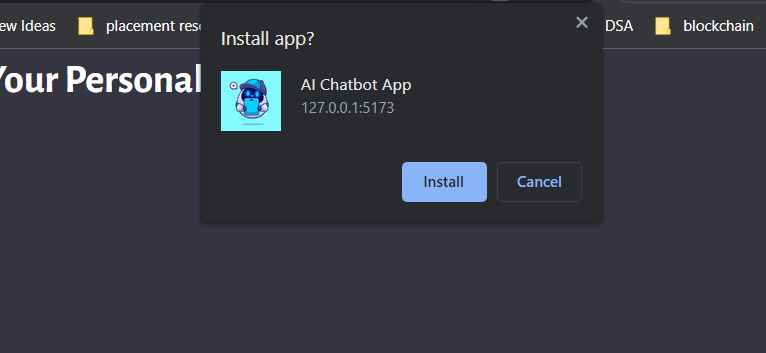 Install app?
ew Ideas
placement reso
DSA
blockchain
Your Personal
AI Chatbot App
127.0.0.1:5173
Install
Cancel